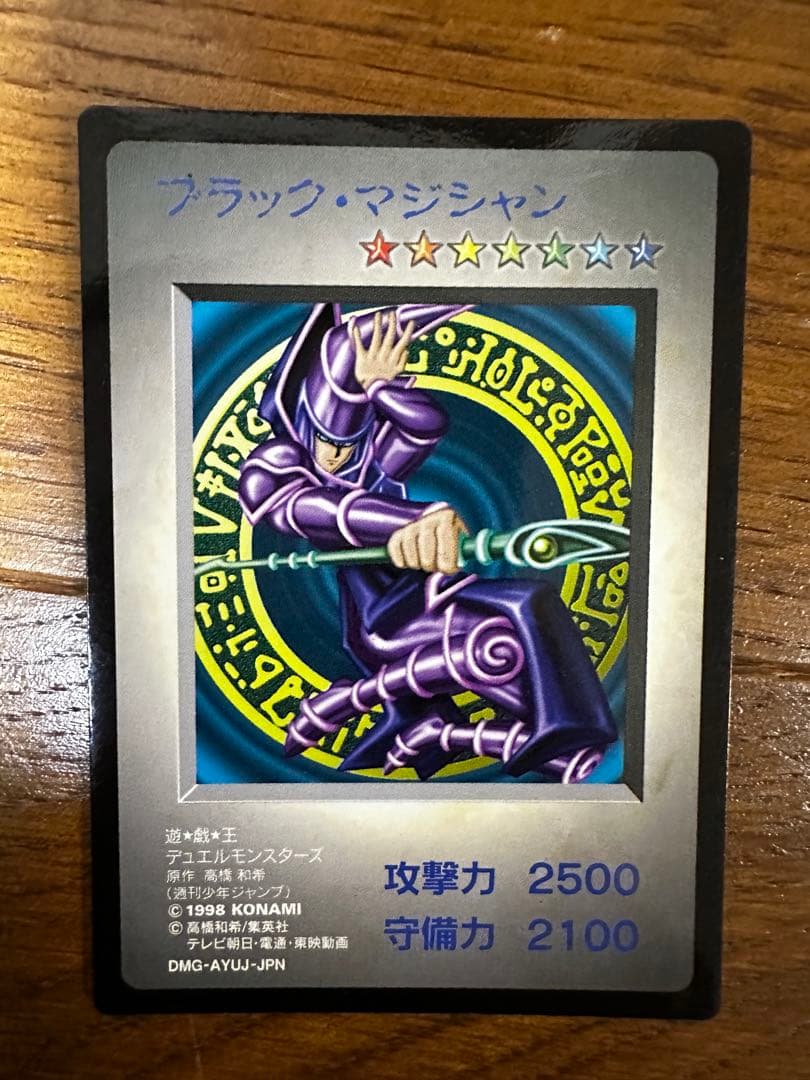 ブラック・マジシャン
遊★戯★王
デュエルモンスターズ
原作 高橋 和希
(週刊少年ジャンプ)
© 1998 KONAMI
© 高橋和希/集英社
テレビ朝日・電通・東映動画
DMG-AYUJ-JPN
攻撃力 2500
守備力 2100